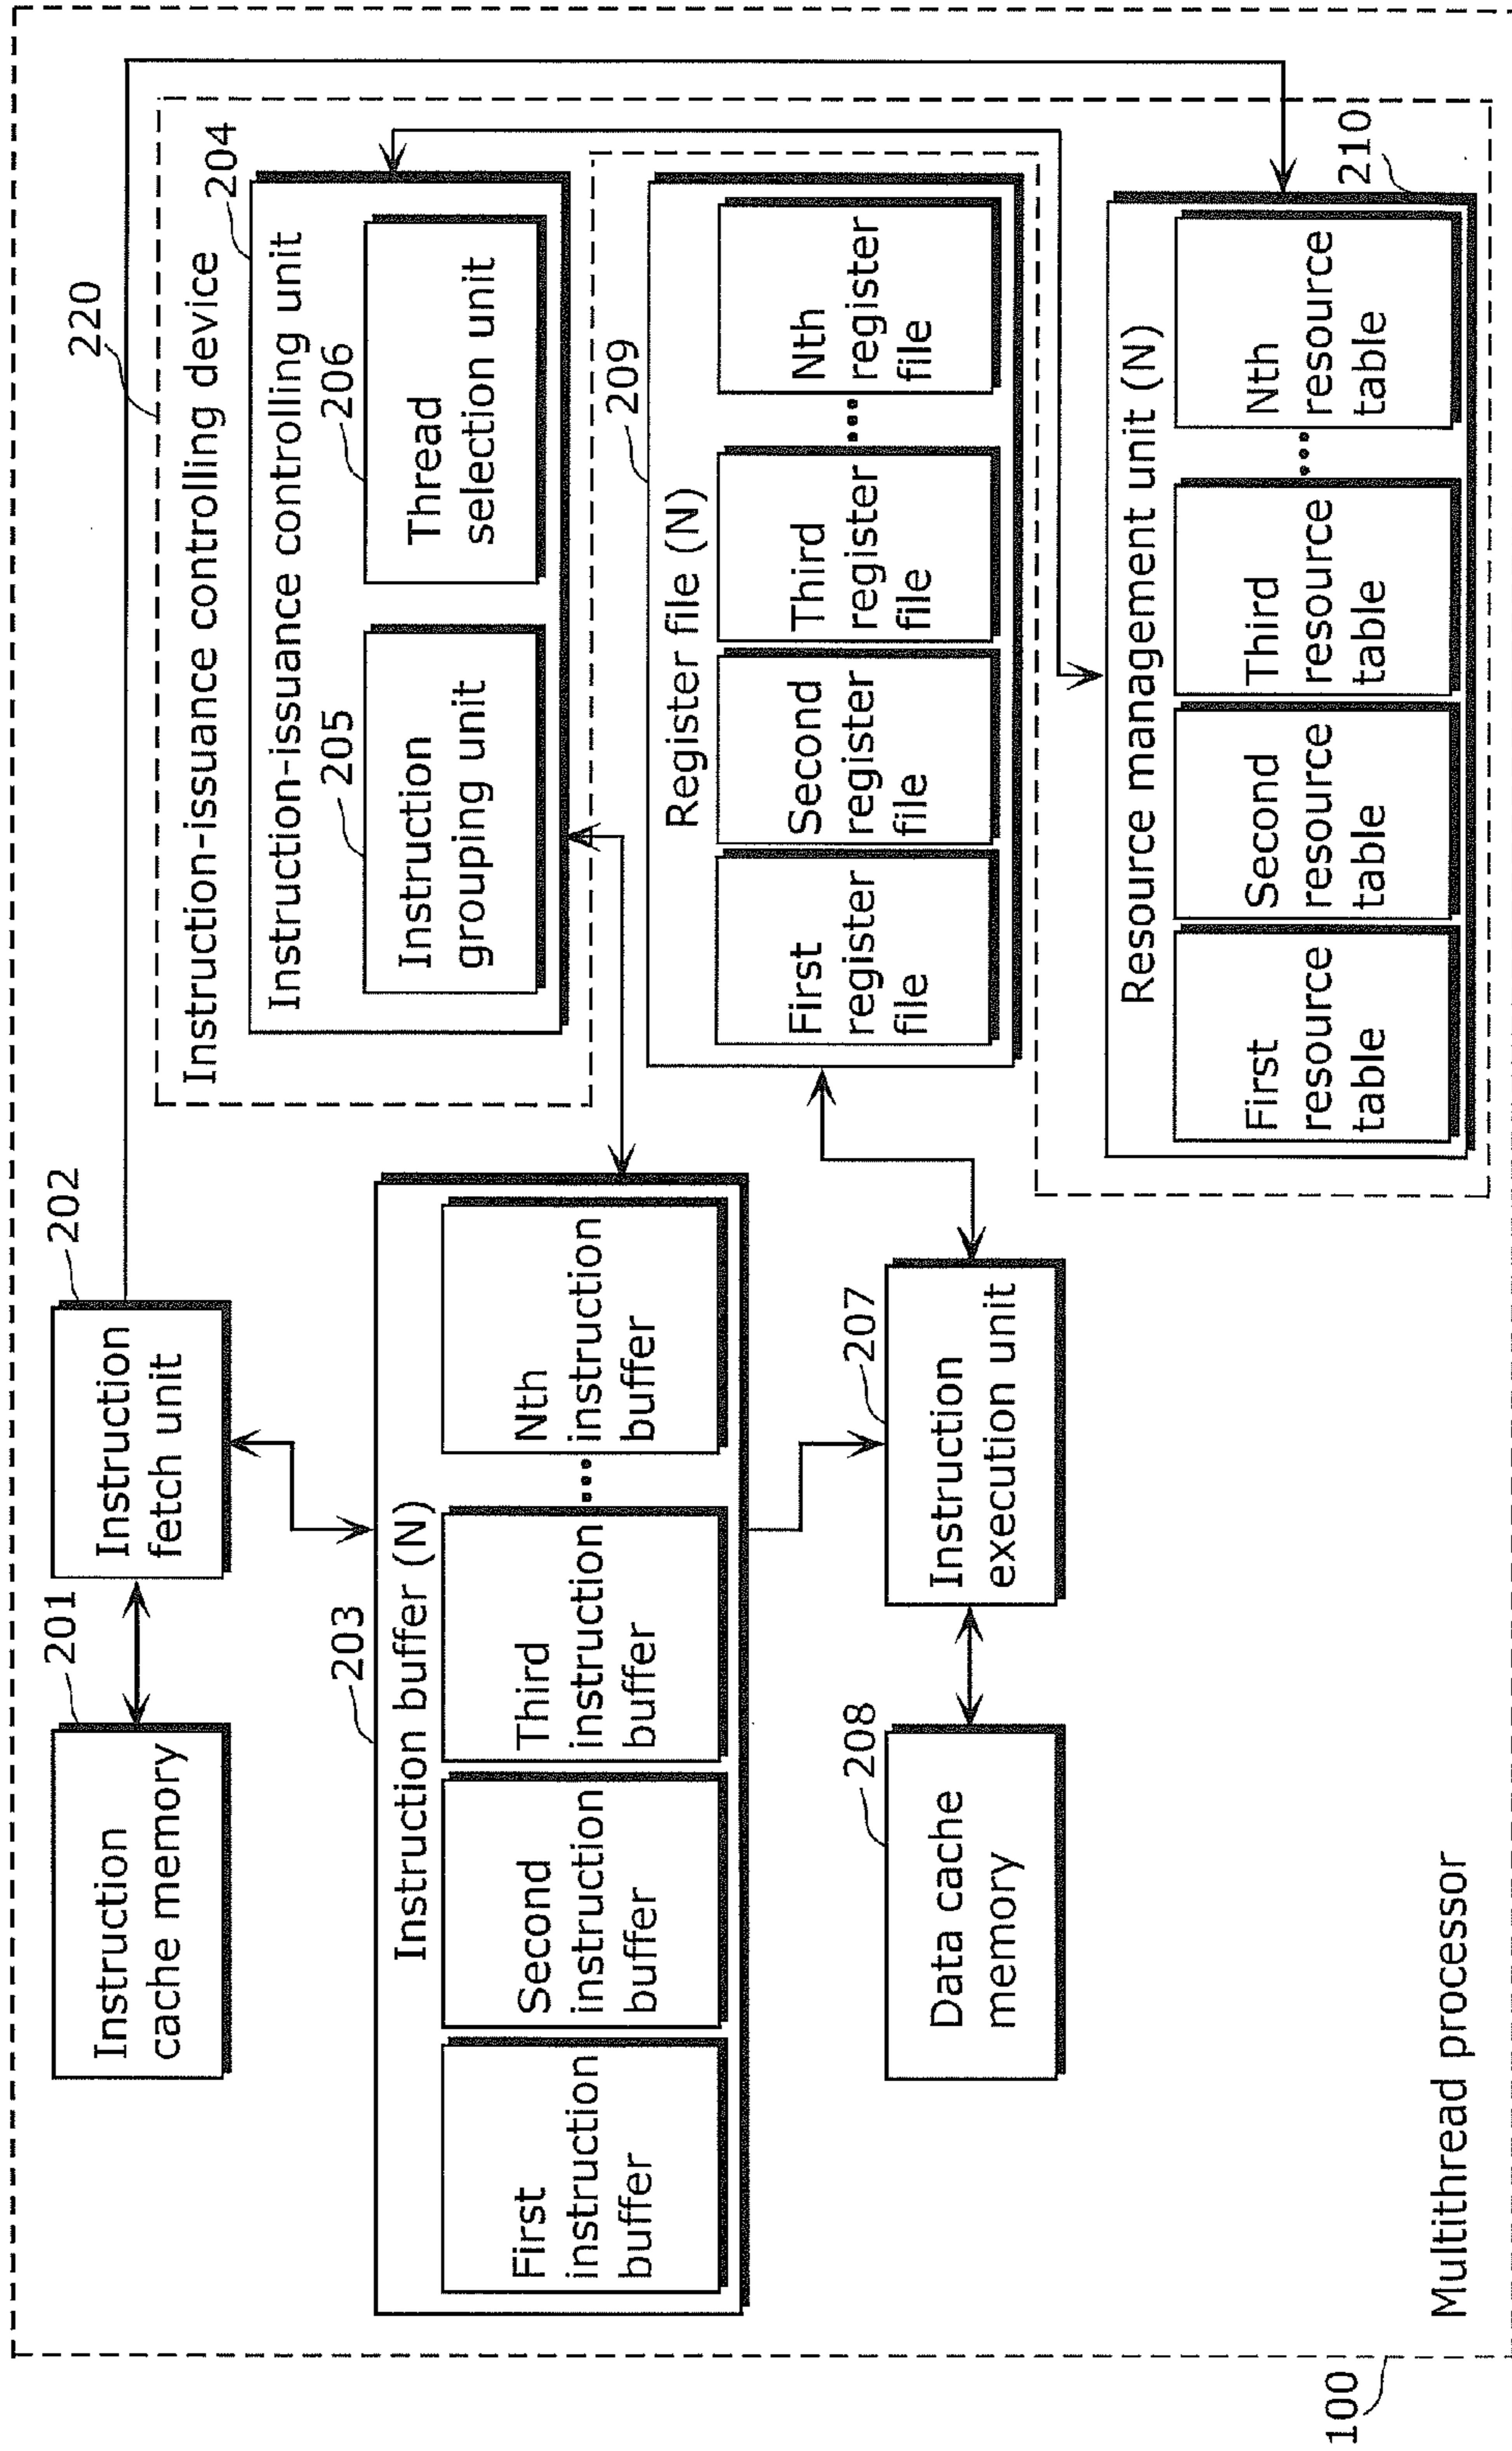 100
Multithread processor
201
Instruction
cache memory
202
Instruction
fetch unit
203
Instruction buffer (N)
First
instruction
buffer
Second
instruction
buffer
Third
instruction
buffer
...
Nth
instruction
buffer
208
Data cache
memory
207
Instruction
execution unit
220
Instruction-issuance controlling device
204
Instruction-issuance controlling unit
205
Instruction
grouping unit
206
Thread
selection unit
209
Register file (N)
First
register
file
Second
register
file
Third
register
file
...
Nth
register
file
210
Resource management unit (N)
First
resource
table
Second
resource
table
Third
resource
table
...
Nth
resource
table